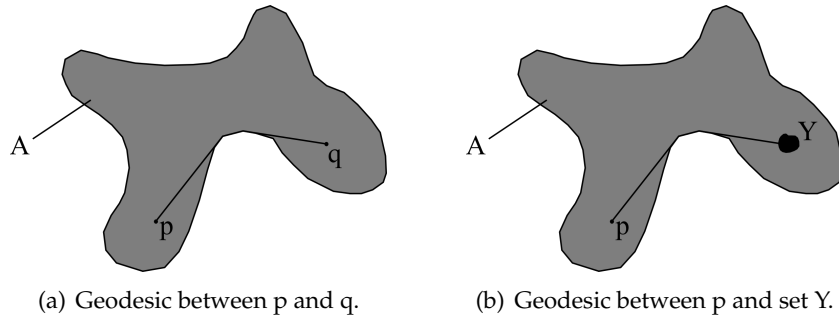 A
q
p
(a) Geodesic between p and q.
A
Y
p
(b) Geodesic between p and set Y.